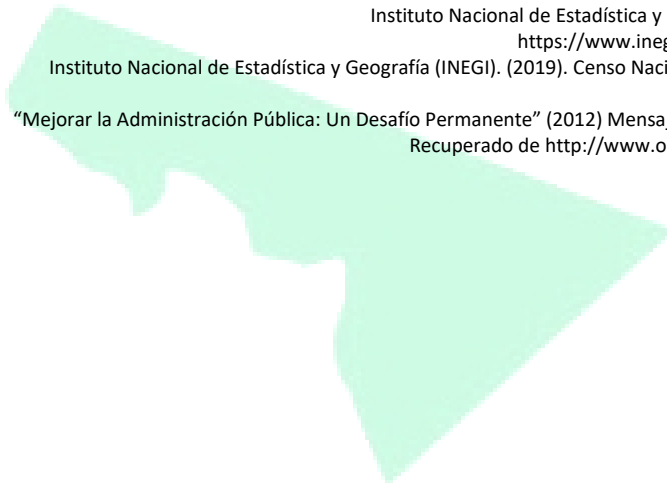 Instituto Nacional de Estadística y
https://www.ineg
Instituto Nacional de Estadística y Geografía (INEGI). (2019). Censo Naci
“Mejorar la Administración Pública: Un Desafío Permanente” (2012) Mensaj
Recuperado de http://www.o